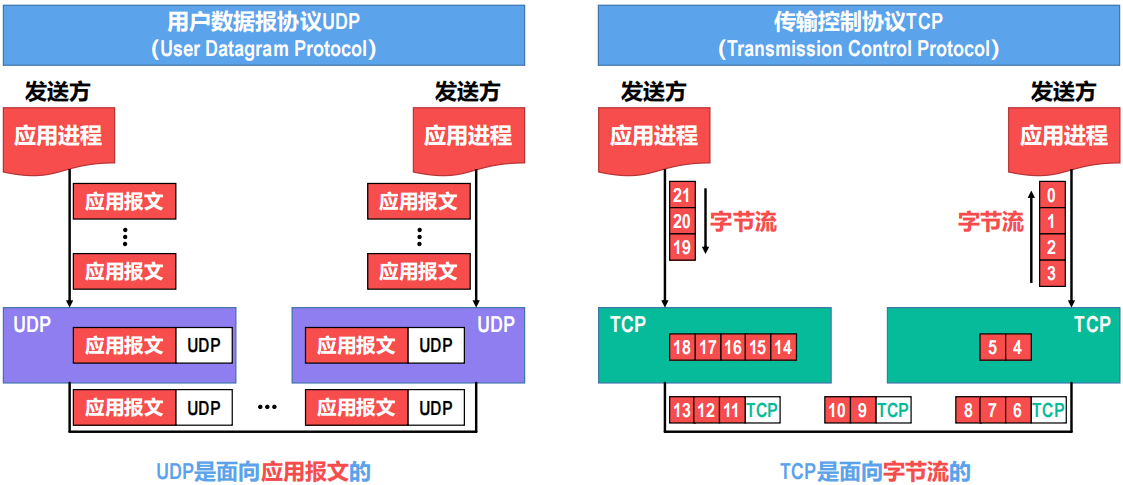 用户数据报协议UDP
（User Datagram Protocol）
发送方
发送方
应用进程
应用进程
应用报文
应用报文
应用报文
应用报文
UDP
UDP
应用报文 UDP
应用报文 UDP
应用报文 UDP
...
应用报文 UDP
UDP是面向应用报文的
传输控制协议TCP
（Transmission Control Protocol）
发送方
发送方
应用进程
应用进程
21
20
19
字节流
字节流
0
1
2
3
TCP
TCP
18 17 16 15 14
5 4
13 12 11 TCP
10 9 TCP
8 7 6 TCP
TCP是面向字节流的